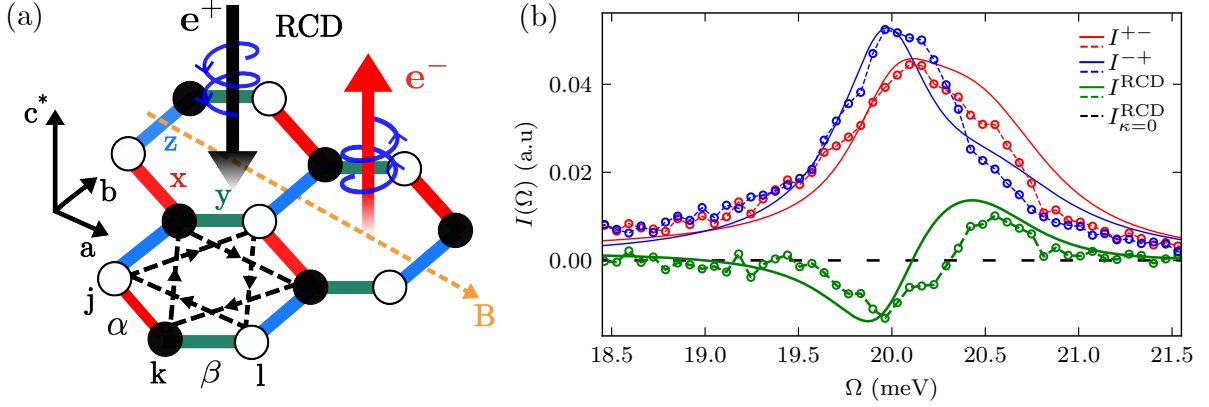 (a)
e⁺
RCD
e⁻
c*
b
a
z
x
y
B
j
α
k
β
l
(b)
I⁺⁻
I⁻⁺
Iᴿᶜᴰ
I^{RCD}_{κ=0}
I(Ω) (a.u)
0.04
0.02
0.00
18.5 19.0 19.5 20.0 20.5 21.0 21.5
Ω (meV)